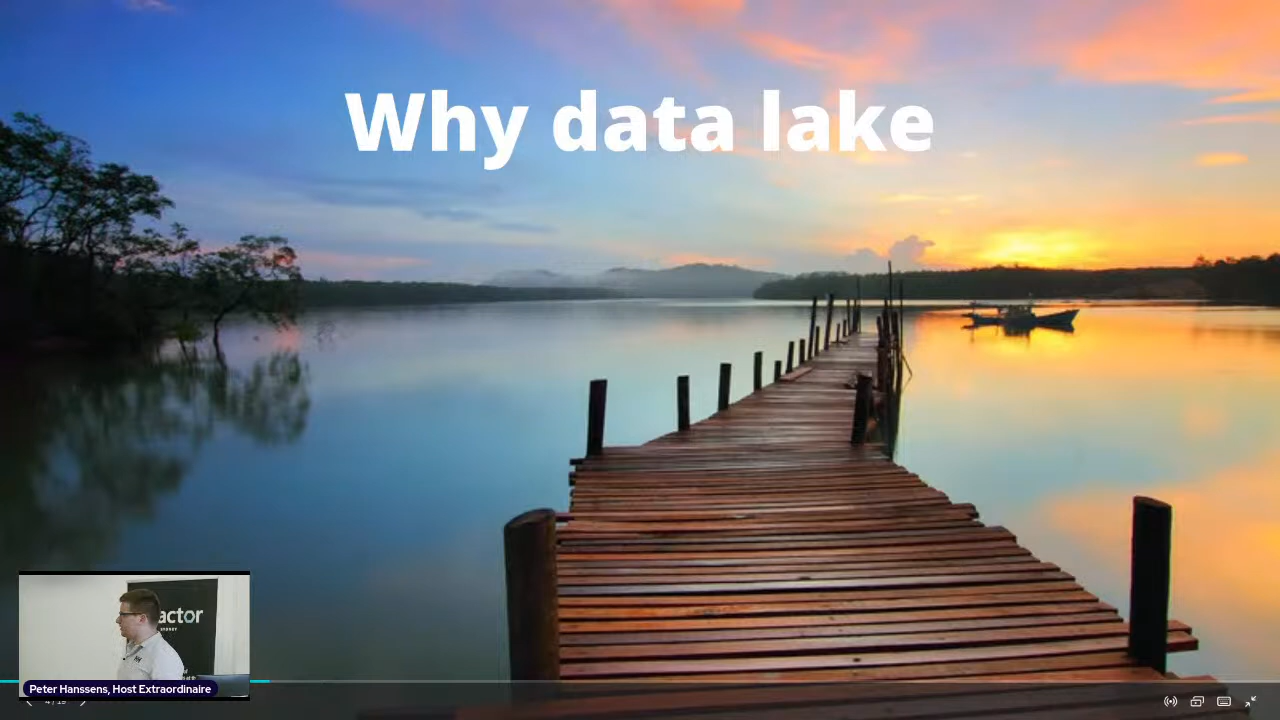 Why data lake
actor
Peter Hanssens, Host Extraordinaire